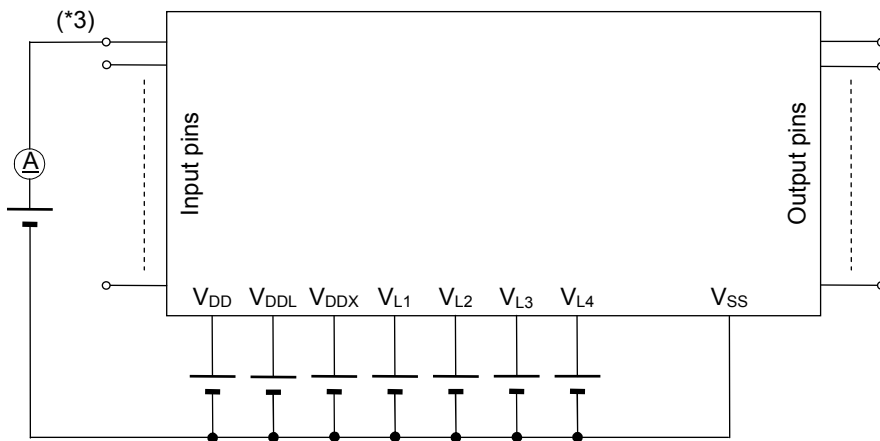 (*3)
A
Input pins
Output pins
VDD VDDL VDDX VL1 VL2 VL3 VL4 VSS